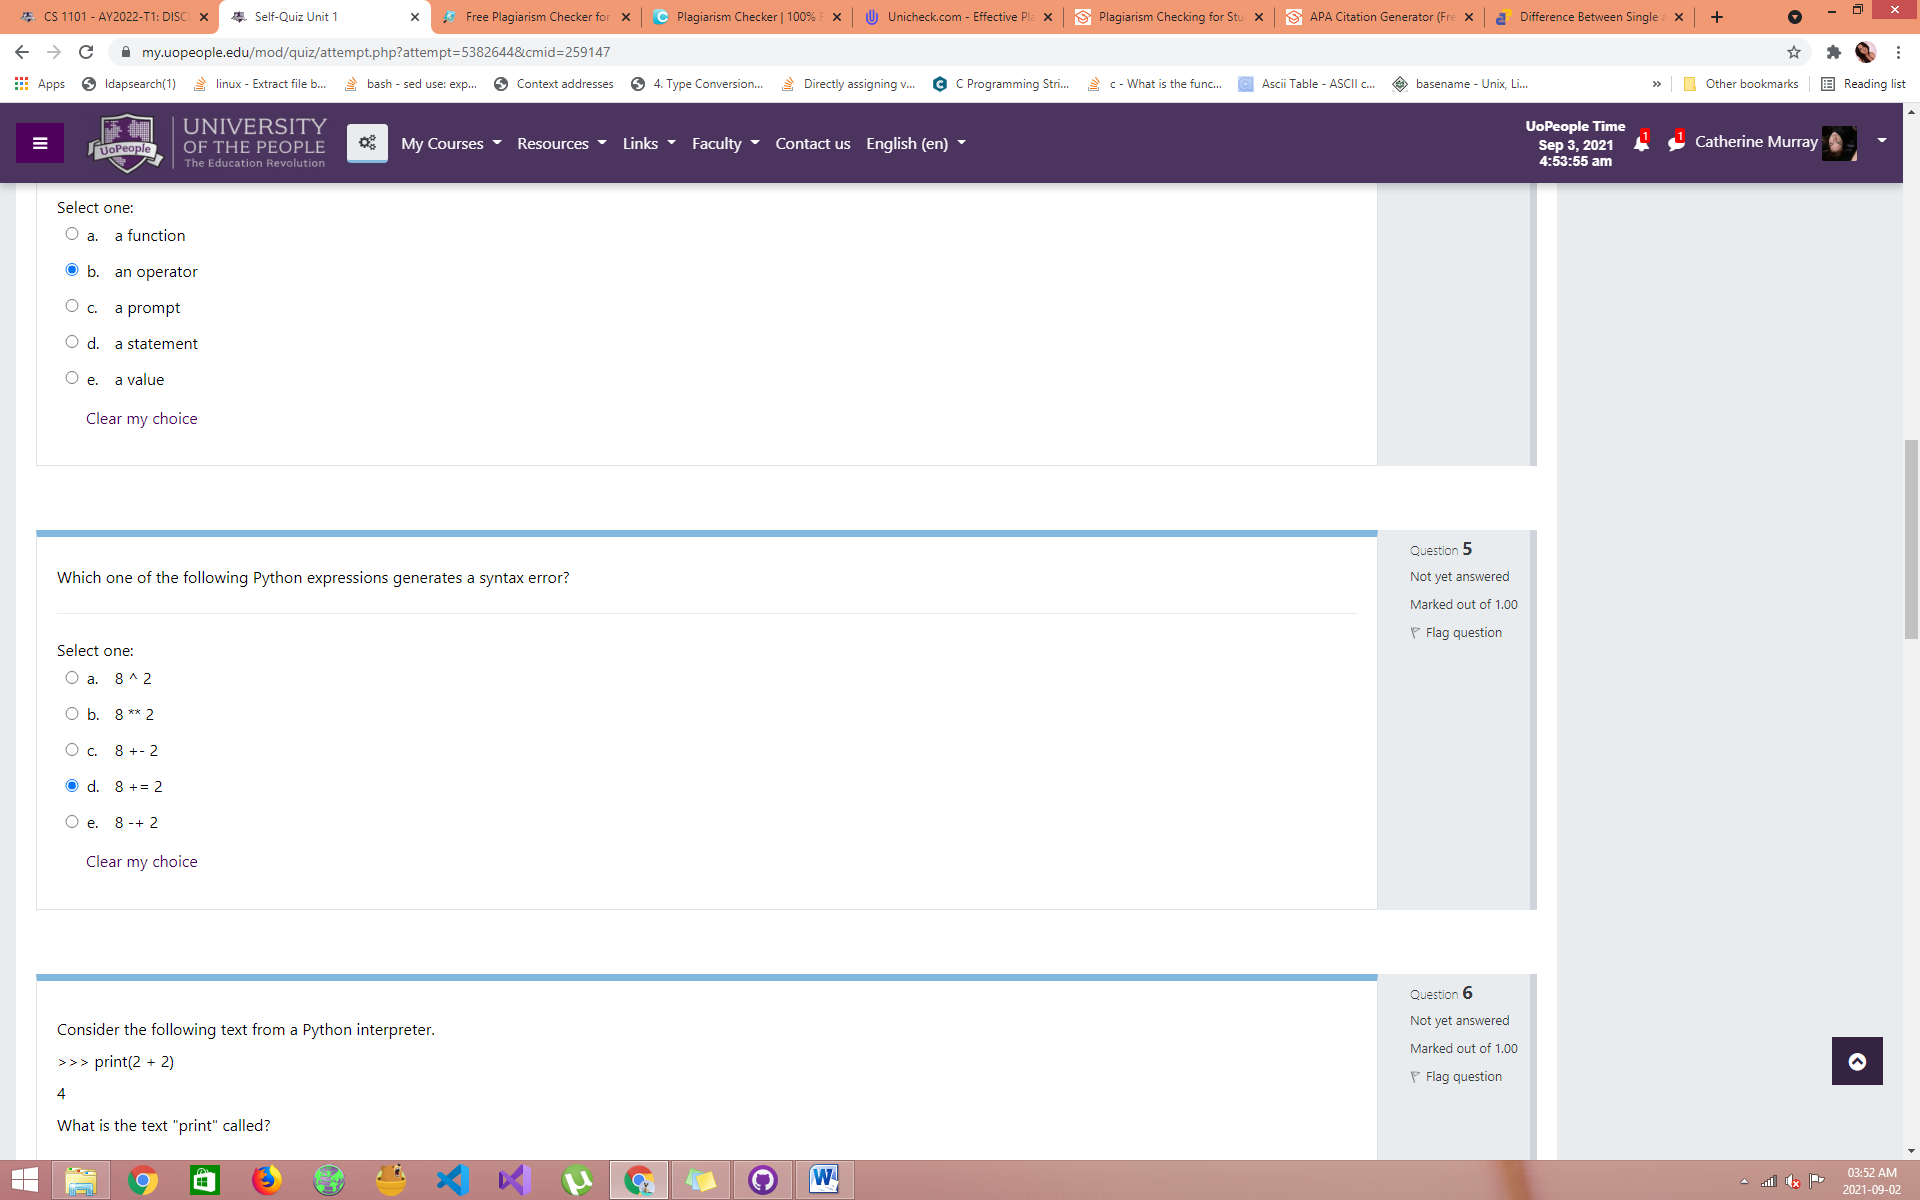 CS 1101 - AY2022-T1: DISC
Self-Quiz Unit 1
Free Plagiarism Checker for
Plagiarism Checker | 100% F
Unicheck.com - Effective Pla
Plagiarism Checking for Stu
APA Citation Generator (Fre
Difference Between Single a
my.uopeople.edu/mod/quiz/attempt.php?attempt=5382644&cmid=259147
Apps
ldapsearch(1)
linux - Extract file b...
bash - sed use: exp...
Context addresses
4. Type Conversion...
Directly assigning v...
C Programming Stri...
c - What is the func...
Ascii Table - ASCII c...
basename - Unix, Li...
»
Other bookmarks
Reading list
UoPeople
UNIVERSITY
OF THE PEOPLE
The Education Revolution
My Courses
Resources
Links
Faculty
Contact us
English (en)
UoPeople Time
Sep 3, 2021
4:53:55 am
1
1
Catherine Murray
Select one:
a. a function
b. an operator
c. a prompt
d. a statement
e. a value
Clear my choice
Which one of the following Python expressions generates a syntax error?
Select one:
a. 8 ^ 2
b. 8 ** 2
c. 8 +- 2
d. 8 += 2
e. 8 -+ 2
Clear my choice
Question 5
Not yet answered
Marked out of 1.00
Flag question
Consider the following text from a Python interpreter.
>>> print(2 + 2)
4
What is the text "print" called?
Question 6
Not yet answered
Marked out of 1.00
Flag question
03:52 AM
2021-09-02